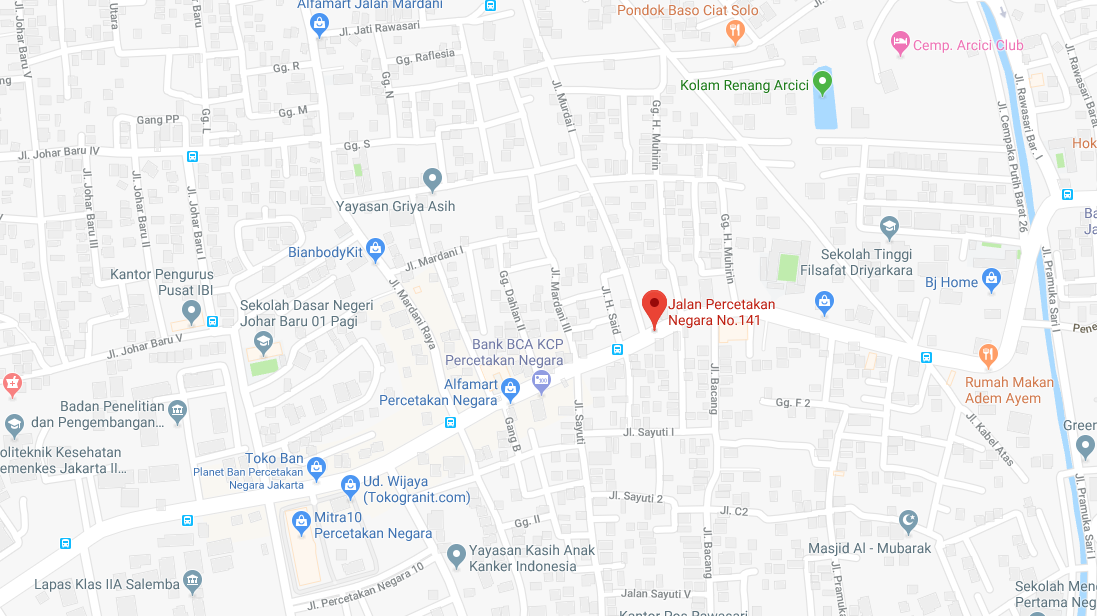 Alfamart Jalan Mardani
Pondok Baso Ciat Solo
Jl. Johar Baru V
Utara
Jl. Johar Baru
Jl. Jati Rawasari
Gg. Raflesia
Gg. R
Gg. N
Gg. M
Gg. L
Gang PP
Gg. S
Jl. Murdai I
Gg. H. Muhirin
Cemp. Arcici Club
Kolam Renang Arcici
Jl. Rawasari Bar. I
Jl. Rawasari Barat
Jl. Cempaka Putih Barat 26
Hok
Jl. Johar Baru IV
Jl. Johar Baru III
Jl. Johar Baru II
Jl. Johar Baru I
Yayasan Griya Asih
BianbodyKit
Jl. Mardani I
Gg. H. Muhirin
Sekolah Tinggi
Filsafat Driyarkara
Bj Home
Jl. Pramuka Sari I
Kantor Pengurus
Pusat IBI
Sekolah Dasar Negeri
Johar Baru 01 Pagi
Jl. Mardani Raya
Gg. Dahlan II
Jl. Mardani III
Jl. H. Said
Jalan Percetakan
Negara No.141
Jl. Johar Baru V
Bank BCA KCP
Percetakan Negara
Alfamart
Percetakan Negara
Rumah Makan
Adem Ayem
Badan Penelitian
dan Pengembangan...
Gang B
Jl. Sayuti
Jl. Bacang
Gg. F 2
Jl. Kabel Atas
Green
oliteknik Kesehatan
emenkes Jakarta II...
Toko Ban
Planet Ban Percetakan
Negara Jakarta
Ud. Wijaya
(Tokogranit.com)
Jl. Sayuti I
Jl. Sayuti 2
Jl. C2
Mitra10
Percetakan Negara
Gg. II
Jl. Bacang
Masjid Al - Mubarak
Jl. Pramuka Sari I
Yayasan Kasih Anak
Kanker Indonesia
Lapas Klas IIA Salemba
Jl. Percetakan Negara 10
Jalan Sayuti V
Jl. Pram
Sekolah Men
Pertama Neg
Kantor Pos Rawasari